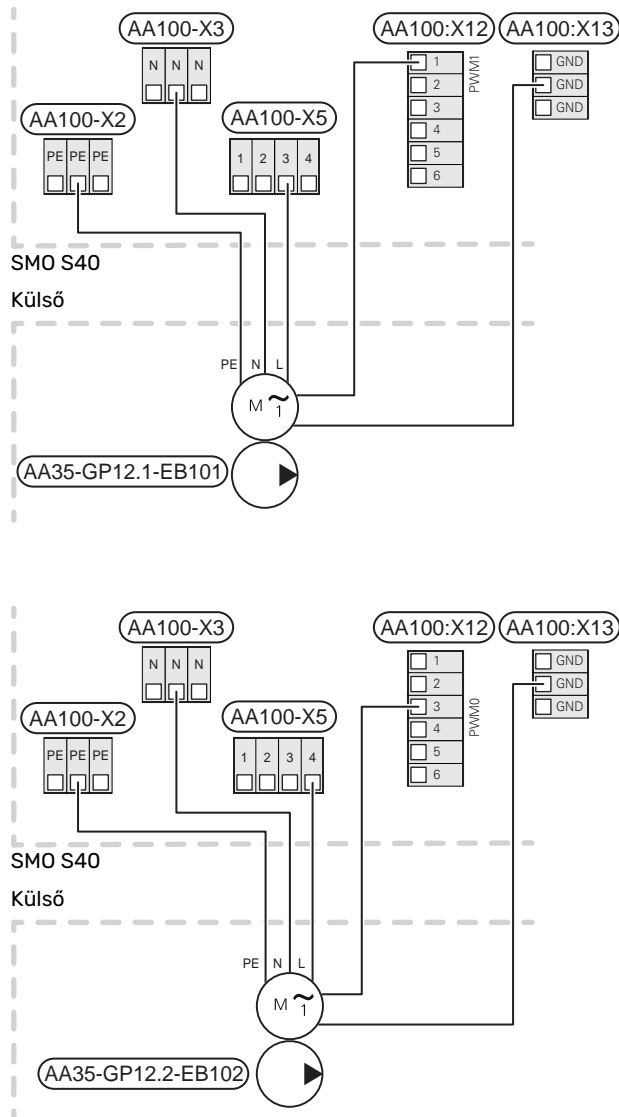 AA100-X3
AA100:X12
AA100:X13
N N N
1
2
3
4
5
6
PWM1
GND
GND
GND
AA100-X2
AA100-X5
PE PE PE
1 2 3 4
SMO S40
Külső
PE N L
M ~ 1
AA35-GP12.1-EB101
AA100-X3
AA100:X12
AA100:X13
N N N
1
2
3
4
5
6
PWM0
GND
GND
GND
AA100-X2
AA100-X5
PE PE PE
1 2 3 4
SMO S40
Külső
PE N L
M ~ 1
AA35-GP12.2-EB102